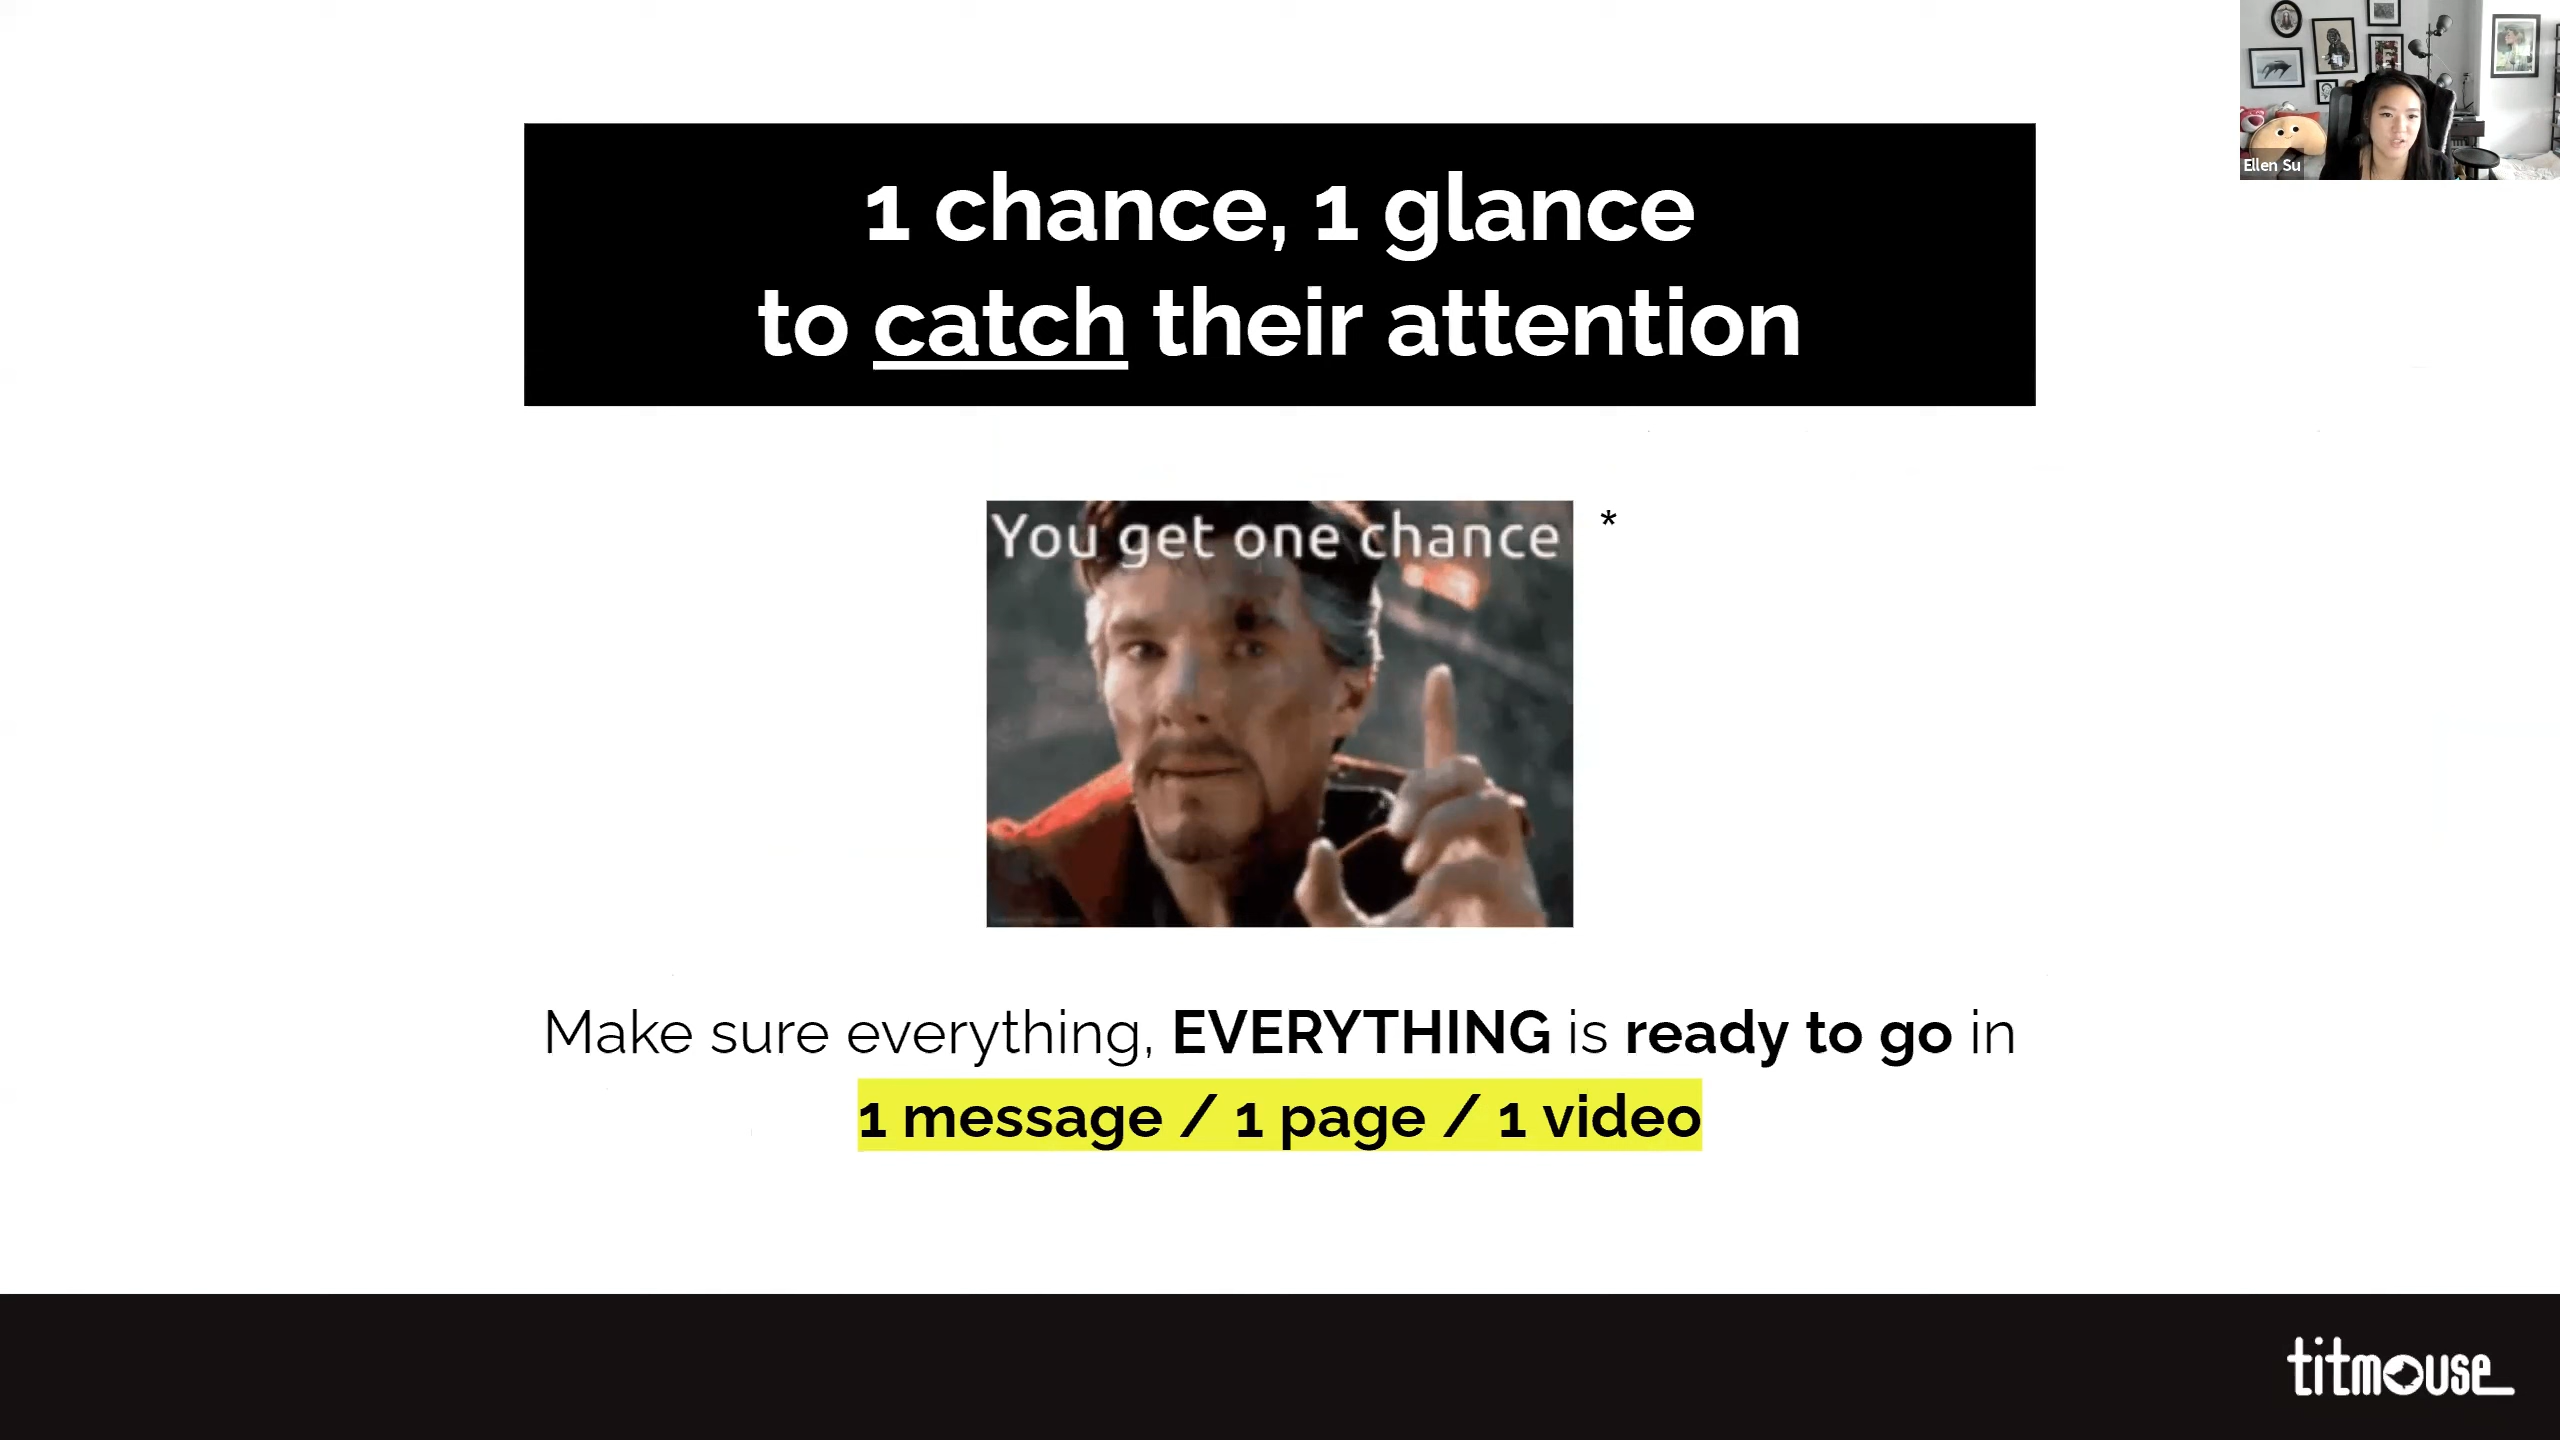 1 chance, 1 glance
to catch their attention
Ellen Su
You get one chance
*
Make sure everything, EVERYTHING is ready to go in
1 message / 1 page / 1 video
titmouse